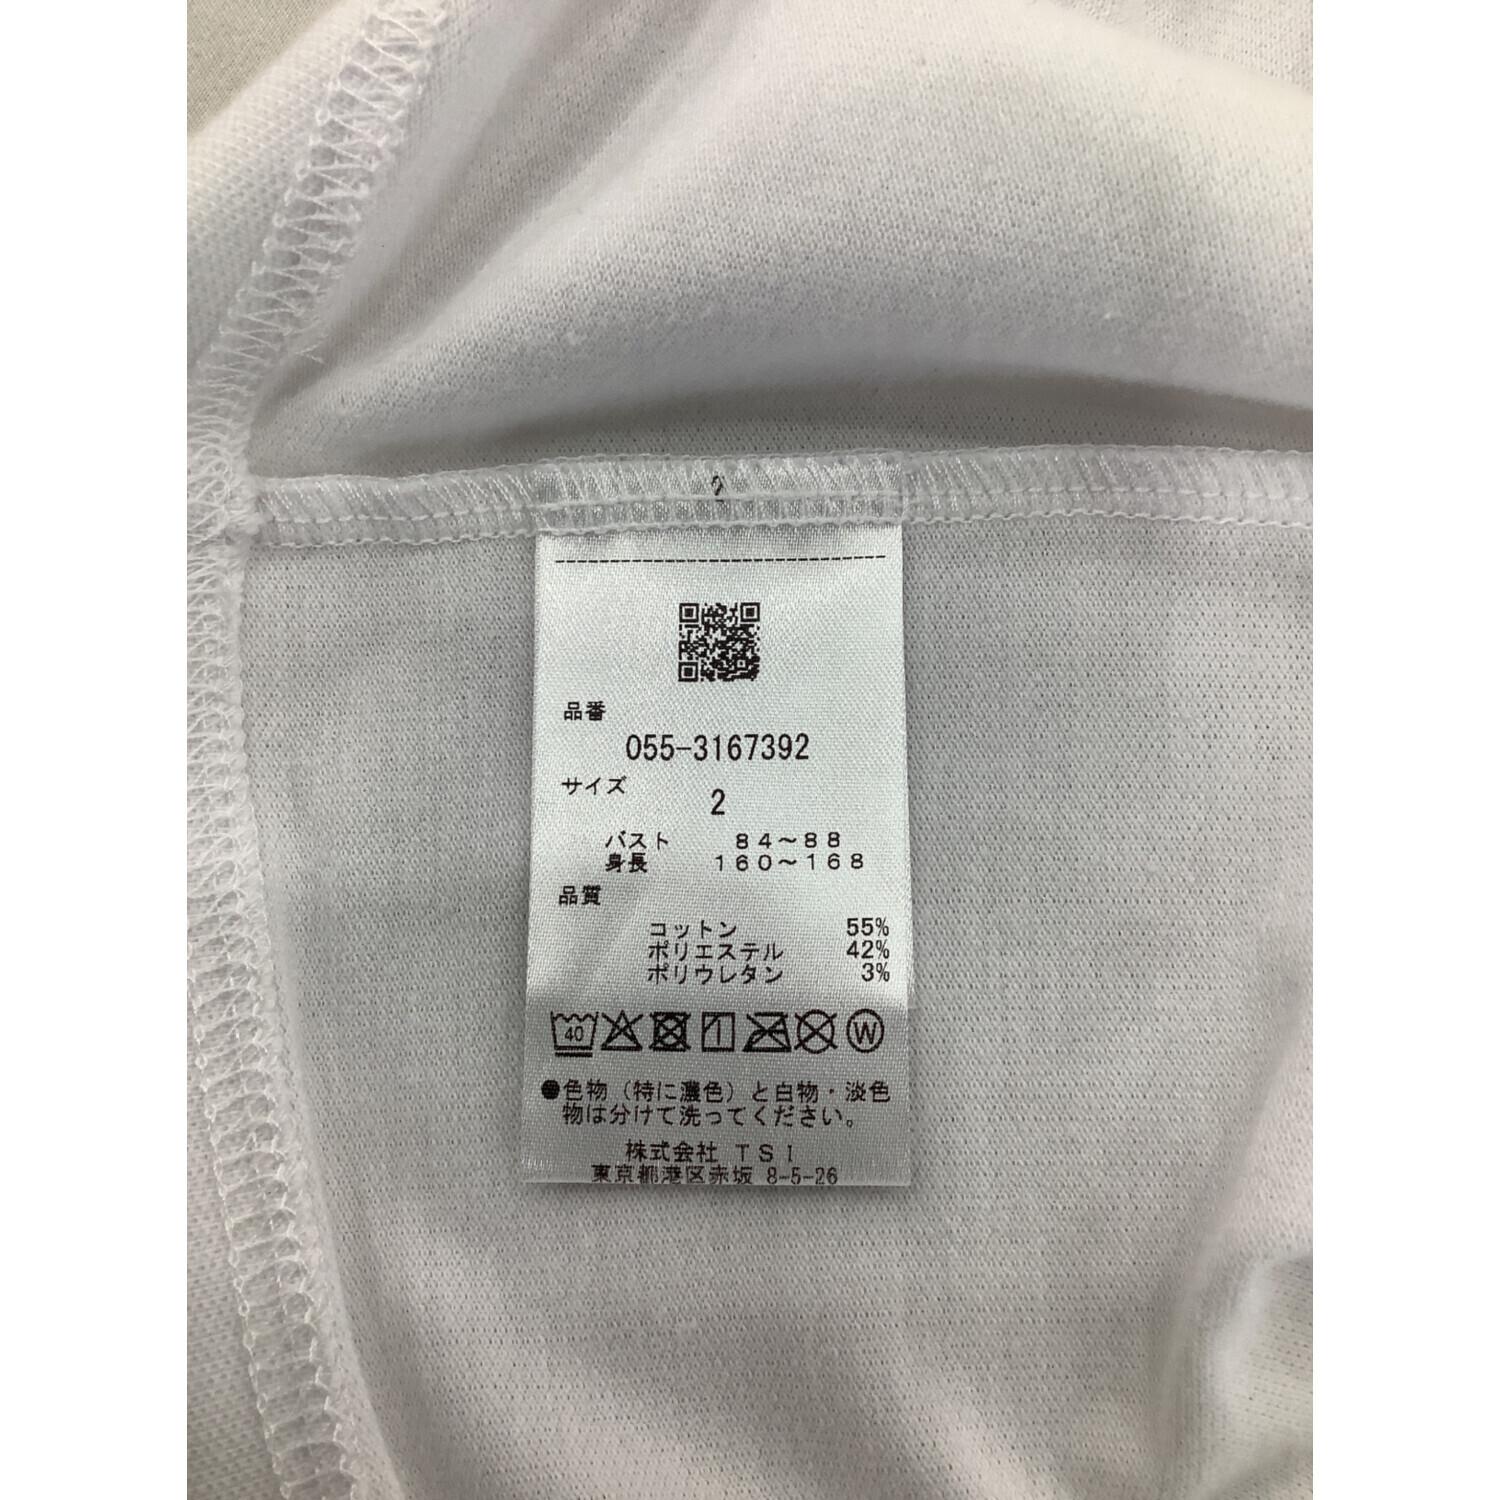 2
品番
055-3167392
サイズ
2
バスト 84～88
身長 160～168
品質
コットン 55%
ポリエステル 42%
ポリウレタン 3%
40 W
●色物（特に濃色）と白物・淡色
物は分けて洗ってください。
株式会社 TSI
東京都港区赤坂 8-5-26